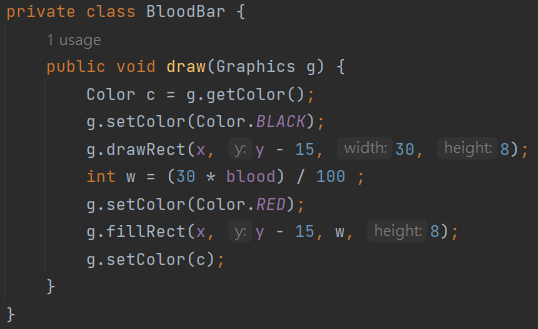 private class BloodBar {
1 usage
public void draw(Graphics g) {
Color c = g.getColor();
g.setColor(Color.BLACK);
g.drawRect(x, y: y - 15, width: 30, height: 8);
int w = (30 * blood) / 100 ;
g.setColor(Color.RED);
g.fillRect(x, y: y - 15, w, height: 8);
g.setColor(c);
}
}